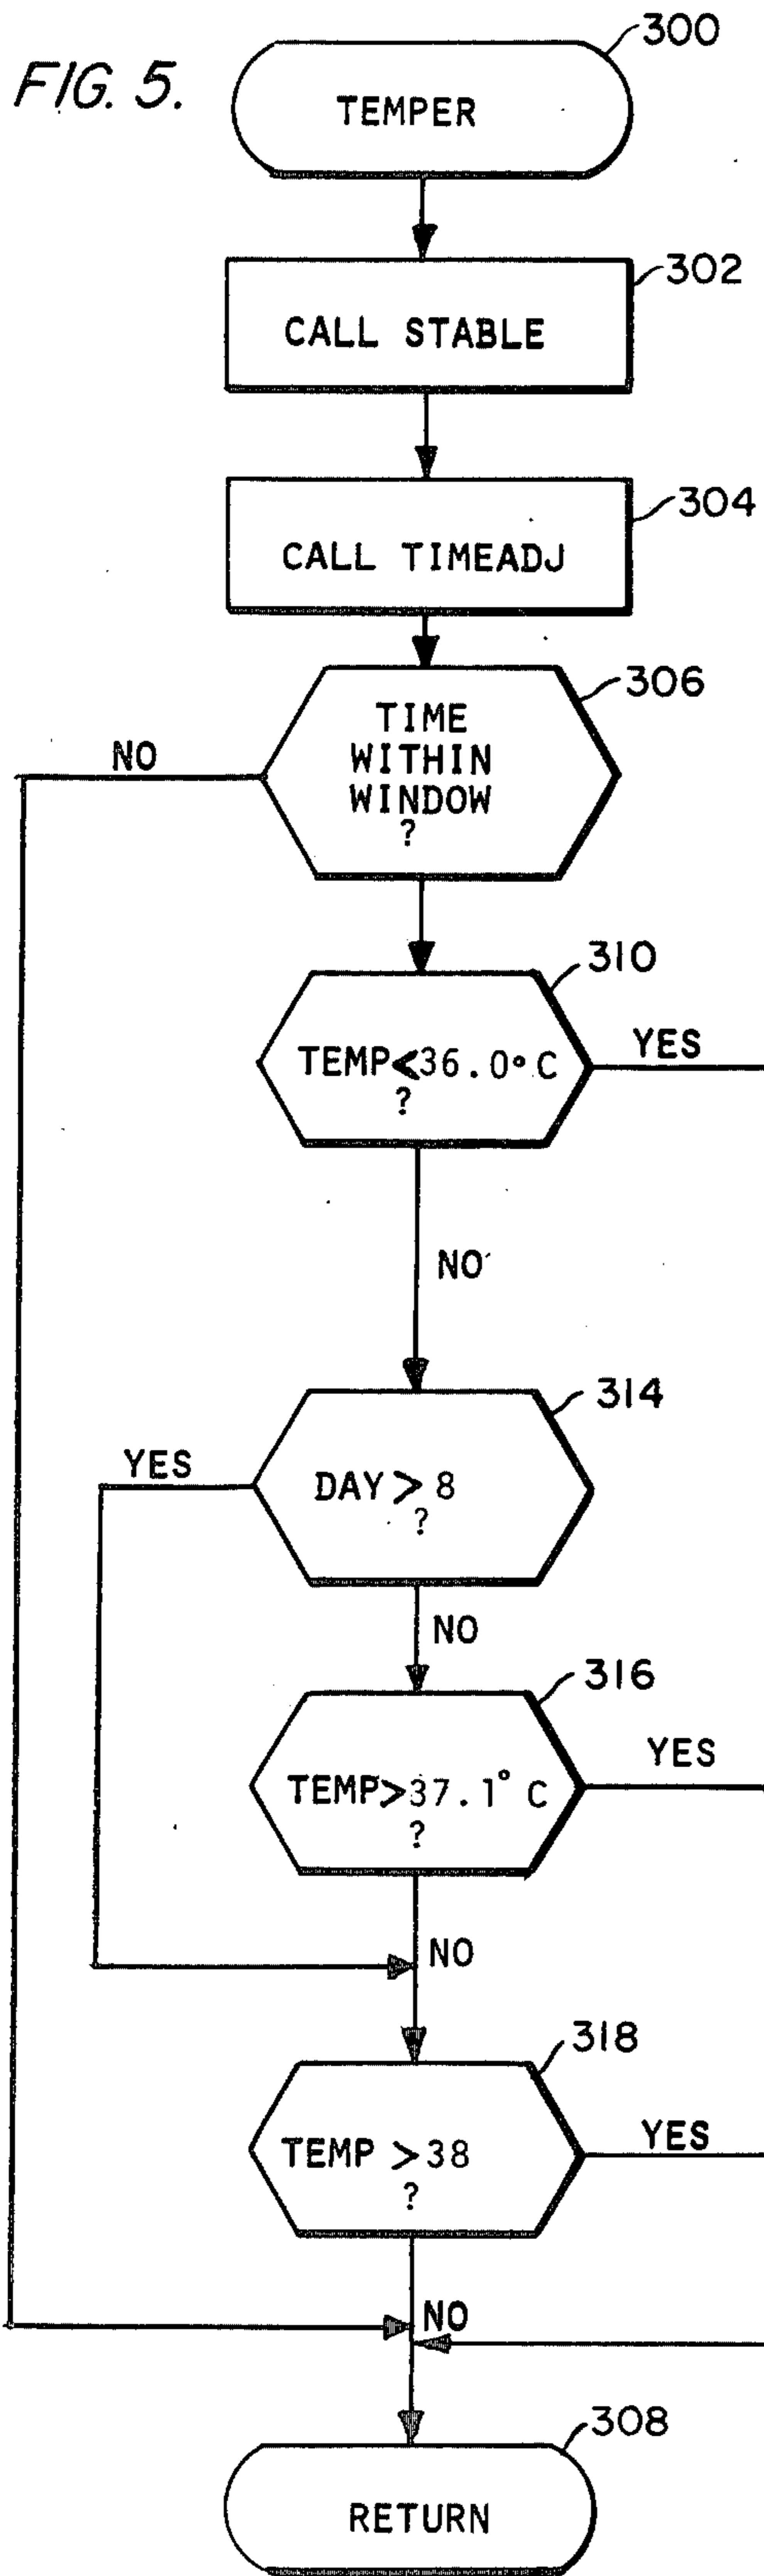 FIG. 5.
300
TEMPER
302
CALL STABLE
304
CALL TIMEADJ
306
TIME
WITHIN
WINDOW
?
NO
310
TEMP<36.0° C
?
YES
NO
314
DAY > 8
?
YES
NO
316
TEMP>37.1° C
?
YES
NO
318
TEMP >38
?
YES
NO
308
RETURN